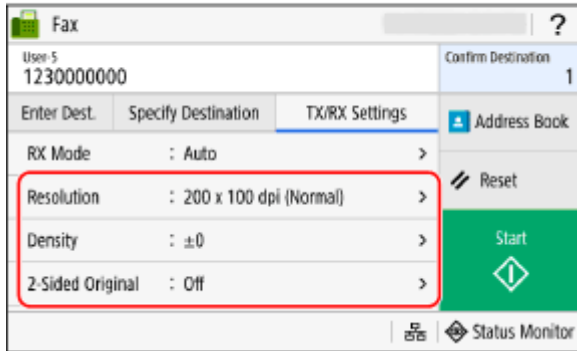 Fax
?
User-5
1230000000
Confirm Destination
1
Enter Dest.
Specify Destination
TX/RX Settings
Address Book
RX Mode : Auto >
Resolution : 200 x 100 dpi (Normal) >
Reset
Density : ±0 >
Start
2-Sided Original : Off >
Status Monitor